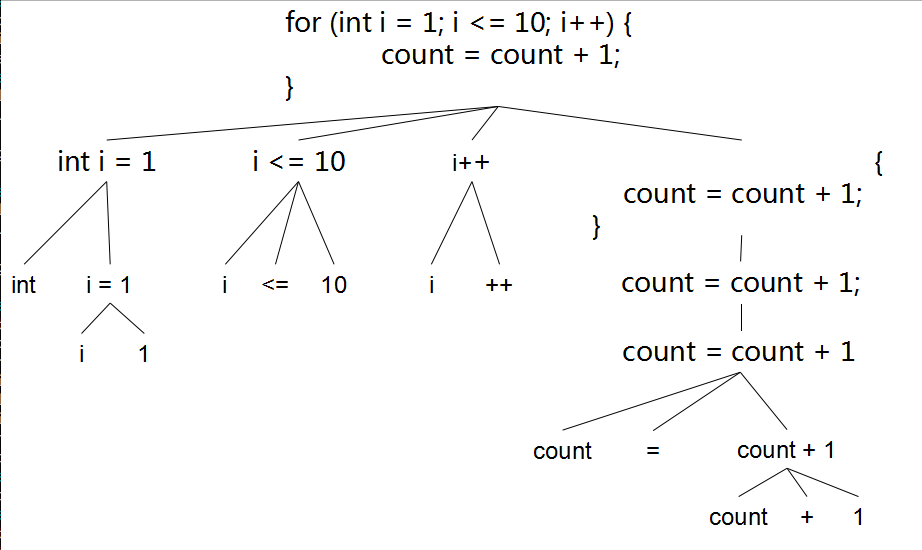 for (int i = 1; i <= 10; i++) {
count = count + 1;
}
int i = 1 i <= 10 i++ {
count = count + 1;
}
int i = 1 i <= 10 i ++ count = count + 1;
i 1 count = count + 1
count = count + 1
count + 1